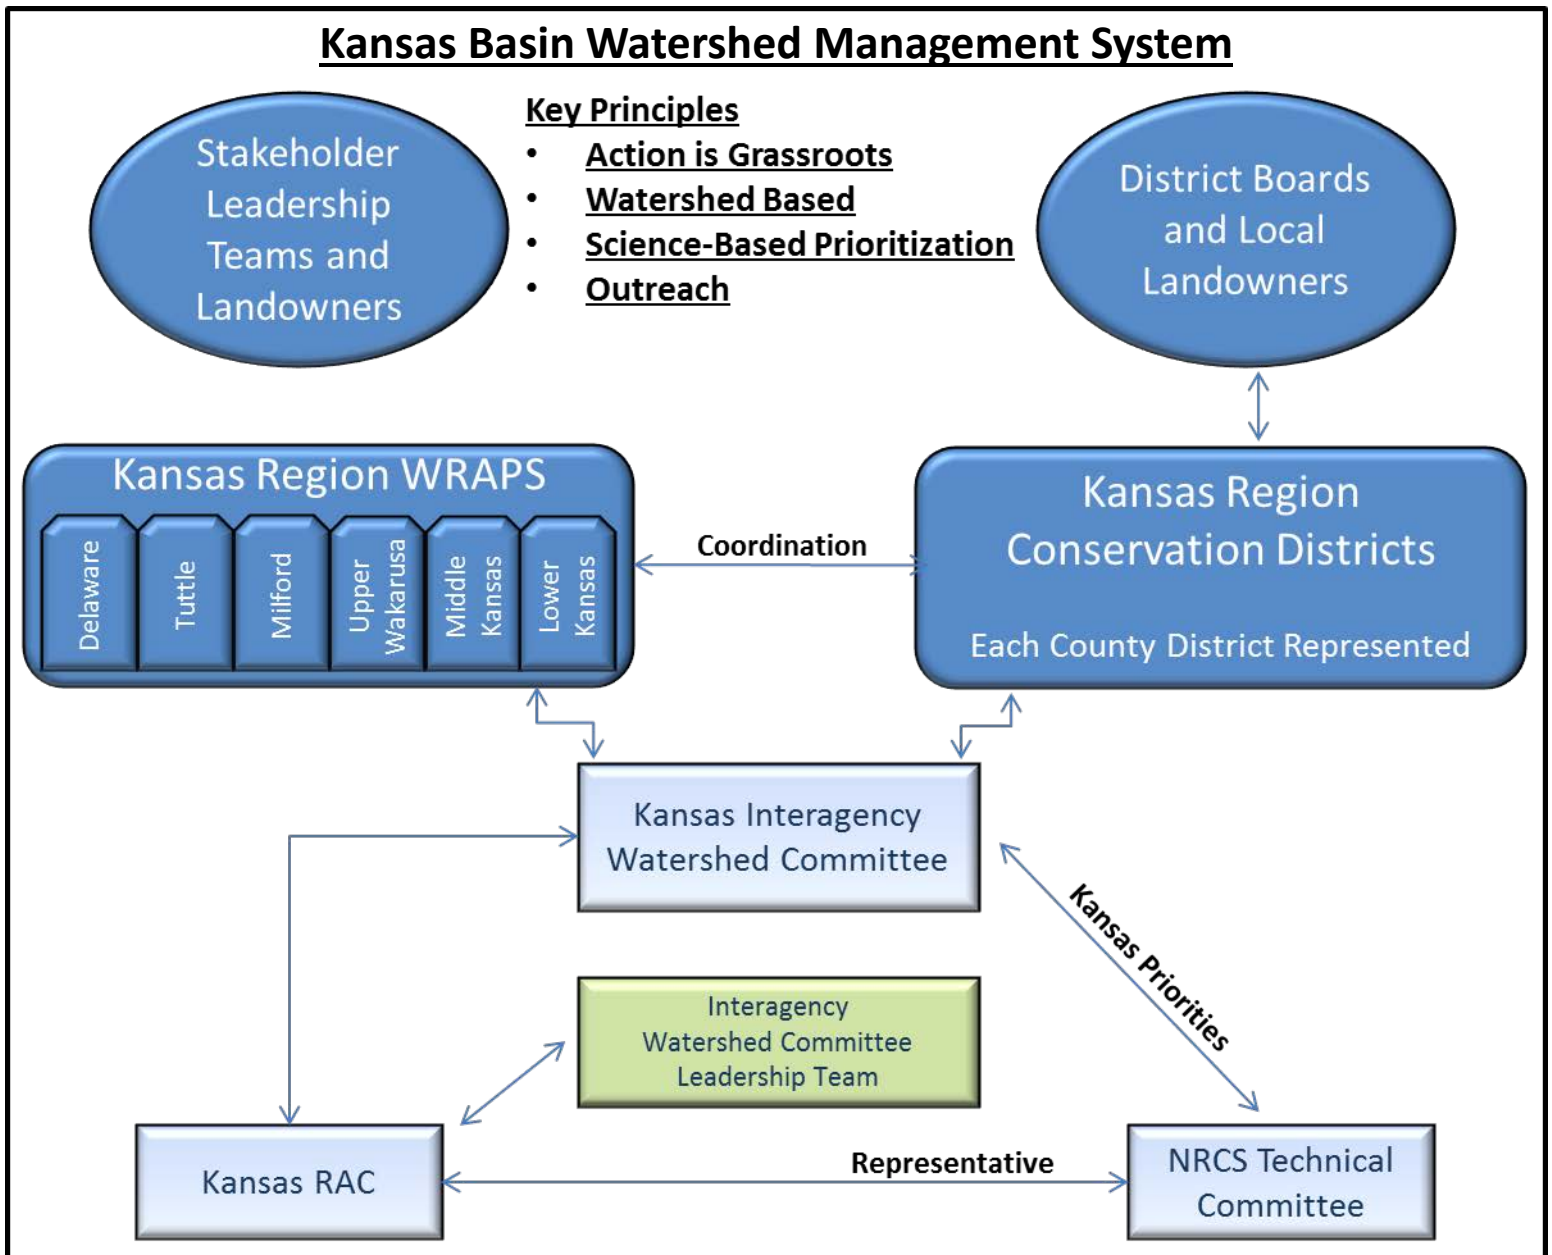 Kansas Basin Watershed Management System
Stakeholder
Leadership
Teams and
Landowners
Key Principles
• Action is Grassroots
• Watershed Based
• Science-Based Prioritization
• Outreach
District Boards
and Local
Landowners
Kansas Region WRAPS
Delaware
Tuttle
Milford
Upper
Wakarusa
Middle
Kansas
Lower
Kansas
Coordination
Kansas Region
Conservation Districts
Each County District Represented
Kansas Interagency
Watershed Committee
Kansas Priorities
Interagency
Watershed Committee
Leadership Team
Kansas RAC
Representative
NRCS Technical
Committee